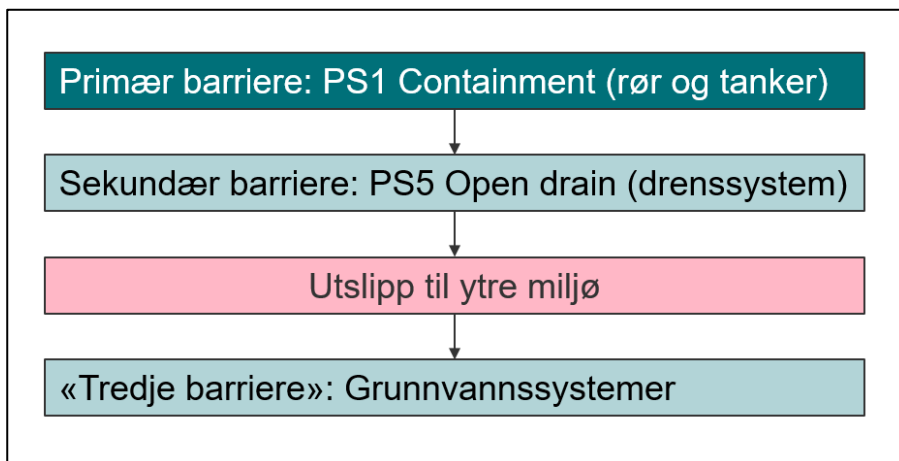 Primær barriere: PS1 Containment (rør og tanker)
Sekundær barriere: PS5 Open drain (drenssystem)
Utslipp til ytre miljø
«Tredje barriere»: Grunnvannssystemer